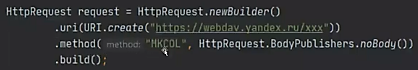 HttpRequest request = HttpRequest.newBuilder()
.uri(URI.create("https://webdav.yandex.ru/xxx"))
.method( method: "MKCOL", HttpRequest.BodyPublishers.noBody())
.build();